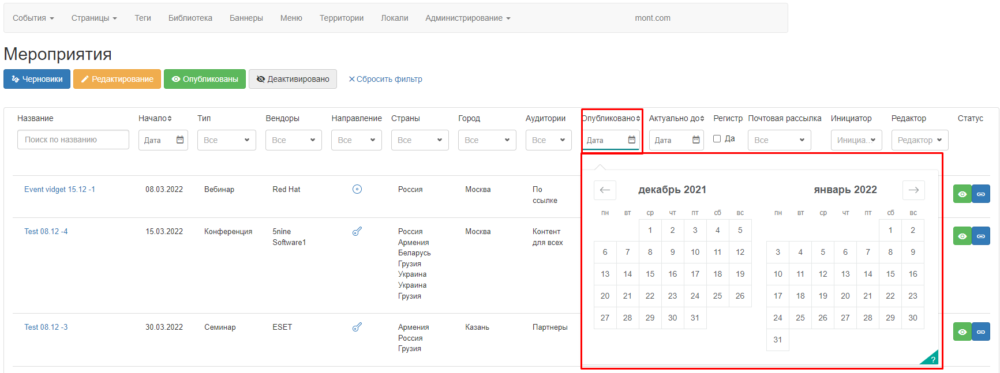 События Страницы Теги Библиотека Баннеры Меню Территории Локали Администрирование mont.com
Мероприятия
Черновики Редактирование Опубликованы Деактивировано Сбросить фильтр
Название Начало Тип Вендоры Направление Страны Город Аудитории Опубликовано Актуально до Регистр Почтовая рассылка Инициатор Редактор Статус
Поиск по названию Дата Все Все Все Все Все Все Дата Дата Да Все Инициа... Редактор
декабрь 2021 январь 2022
пн вт ср чт пт сб вс пн вт ср чт пт сб вс
1 2 3 4 5 1 2
6 7 8 9 10 11 12 3 4 5 6 7 8 9
13 14 15 16 17 18 19 10 11 12 13 14 15 16
20 21 22 23 24 25 26 17 18 19 20 21 22 23
27 28 29 30 31 24 25 26 27 28 29 30
31
?
Event vidget 15.12 -1 08.03.2022 Вебинар Red Hat Россия Москва По
ссылке
Test 08.12 -4 15.03.2022 Конференция 5nine Россия Москва Контент
Software1 Армения для всех
Беларусь
Грузия
Украина
Украина
Грузия
Test 08.12 -3 30.03.2022 Семинар ESET Армения Казань Партнеры
Россия
Грузия